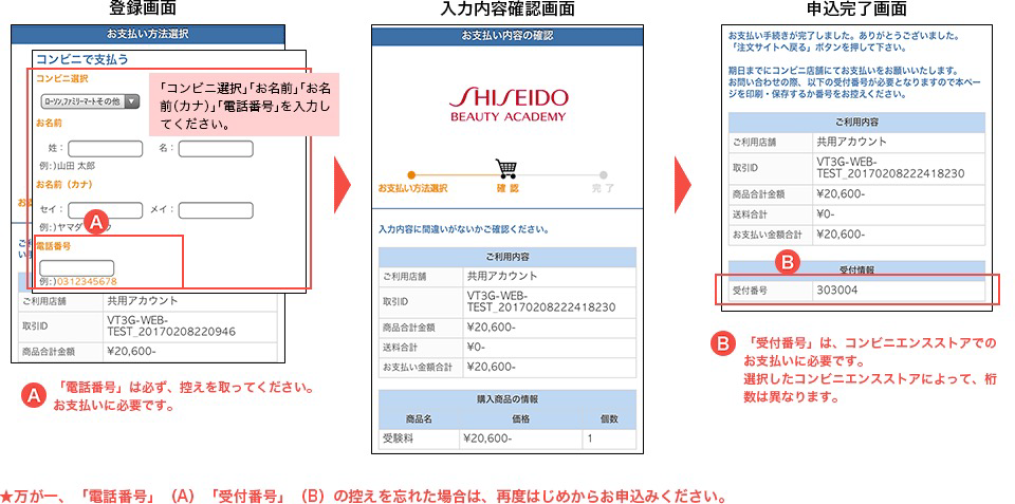 登録画面
お支払い方法選択
コンビニで支払う
コンビニ選択
ローソン,ファミリーマートその他
「コンビニ選択」「お名前」「お名
前(カナ)」「電話番号」を入力し
てください。
お名前
姓： 名：
例:)山田 太郎
お名前（カナ）
セイ： メイ：
例:)ヤマダ
A
電話番号
例:)0312345678
ご利用店舗 共用アカウント
取引ID VT3G-WEB-
TEST_20170208220946
商品合計金額 ¥20,600-
A 「電話番号」は必ず、控えを取ってください。
お支払いに必要です。
入力内容確認画面
お支払い内容の確認
SHISEIDO
BEAUTY ACADEMY
お支払い方法選択 確 認 完 了
入力内容に間違いがないかご確認ください。
ご利用内容
ご利用店舗 共用アカウント
取引ID VT3G-WEB-
TEST_20170208222418230
商品合計金額 ¥20,600-
送料合計 ¥0-
お支払い金額合計 ¥20,600-
購入商品の情報
商品名 価格 個数
受験料 ¥20,600- 1
申込完了画面
お支払い手続きが完了しました。ありがとうございました。
「注文サイトへ戻る」ボタンを押して下さい。
期日までにコンビニ店舗にてお支払いをお願いいたします。
お問い合わせの際、以下の受付番号が必要となりますので本ペー
ジを印刷・保存するか番号をお控えください。
ご利用内容
ご利用店舗 共用アカウント
取引ID VT3G-WEB-
TEST_20170208222418230
商品合計金額 ¥20,600-
送料合計 ¥0-
お支払い金額合計 ¥20,600-
B
受付情報
受付番号 303004
B 「受付番号」は、コンビニエンスストアでの
お支払いに必要です。
選択したコンビニエンスストアによって、桁
数は異なります。
★万が一、「電話番号」（A）「受付番号」（B）の控えを忘れた場合は、再度はじめからお申込みください。